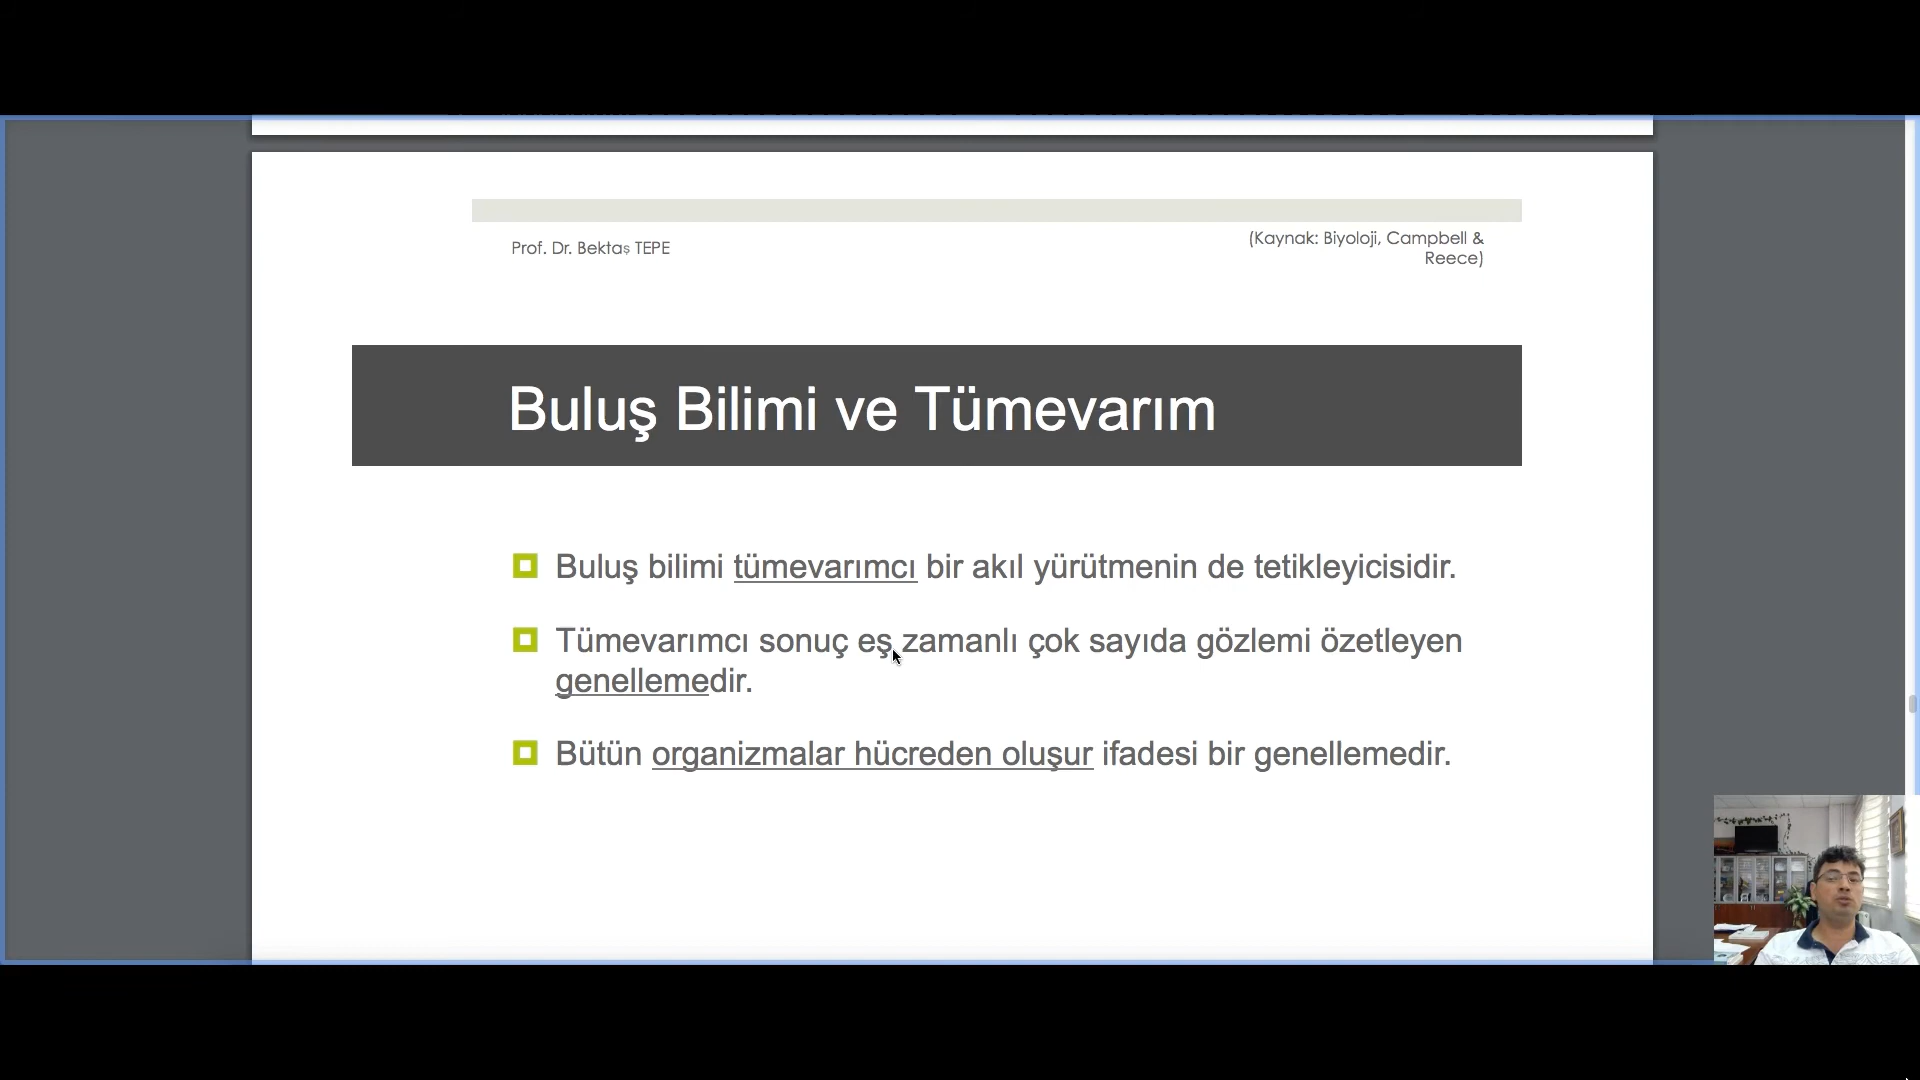 Prof. Dr. Bektaş TEPE
(Kaynak: Biyoloji, Campbell &
Reece)
Buluş Bilimi ve Tümevarım
Buluş bilimi tümevarımcı bir akıl yürütmenin de tetikleyicisidir.
Tümevarımcı sonuç eş zamanlı çok sayıda gözlemi özetleyen
genellemedir.
Bütün organizmalar hücreden oluşur ifadesi bir genellemedir.